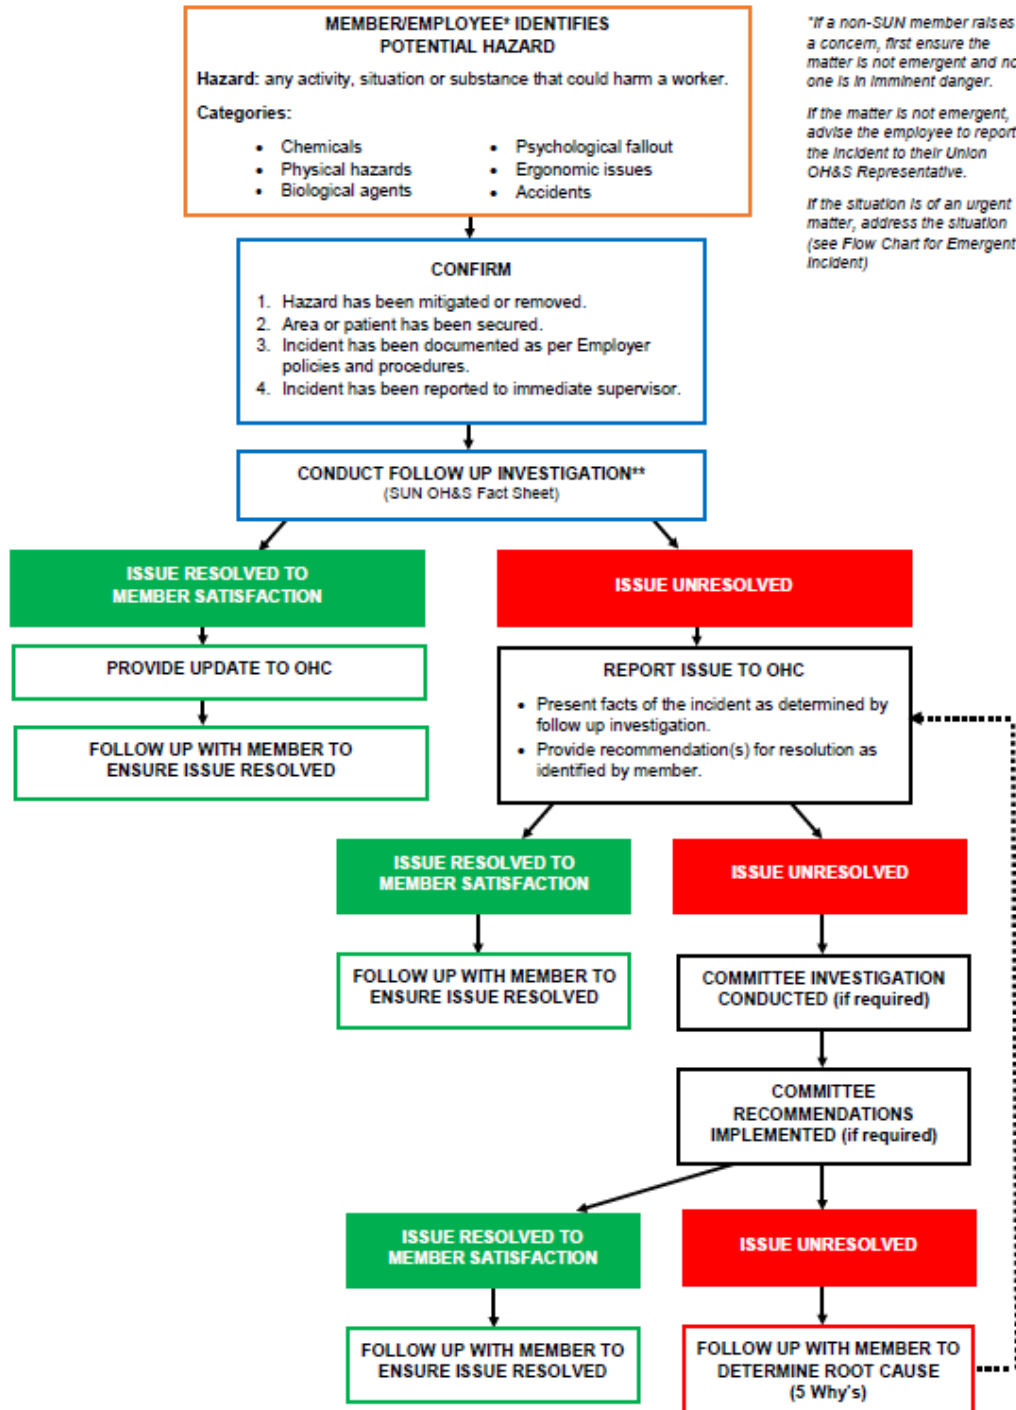 MEMBER/EMPLOYEE* IDENTIFIES
POTENTIAL HAZARD
Hazard: any activity, situation or substance that could harm a worker.
Categories:
• Chemicals
• Physical hazards
• Biological agents
• Psychological fallout
• Ergonomic issues
• Accidents
*If a non-SUN member raises
a concern, first ensure the
matter is not emergent and no
one is in imminent danger.
If the matter is not emergent,
advise the employee to report
the incident to their Union
OH&S Representative.
If the situation is of an urgent
matter, address the situation
(see Flow Chart for Emergent
Incident)
CONFIRM
1. Hazard has been mitigated or removed.
2. Area or patient has been secured.
3. Incident has been documented as per Employer
policies and procedures.
4. Incident has been reported to immediate supervisor.
CONDUCT FOLLOW UP INVESTIGATION**
(SUN OH&S Fact Sheet)
ISSUE RESOLVED TO
MEMBER SATISFACTION
PROVIDE UPDATE TO OHC
FOLLOW UP WITH MEMBER TO
ENSURE ISSUE RESOLVED
ISSUE UNRESOLVED
REPORT ISSUE TO OHC
• Present facts of the incident as determined by
follow up investigation.
• Provide recommendation(s) for resolution as
identified by member.
ISSUE RESOLVED TO
MEMBER SATISFACTION
FOLLOW UP WITH MEMBER TO
ENSURE ISSUE RESOLVED
ISSUE UNRESOLVED
COMMITTEE INVESTIGATION
CONDUCTED (if required)
COMMITTEE
RECOMMENDATIONS
IMPLEMENTED (if required)
ISSUE RESOLVED TO
MEMBER SATISFACTION
FOLLOW UP WITH MEMBER TO
ENSURE ISSUE RESOLVED
ISSUE UNRESOLVED
FOLLOW UP WITH MEMBER TO
DETERMINE ROOT CAUSE
(5 Why's)